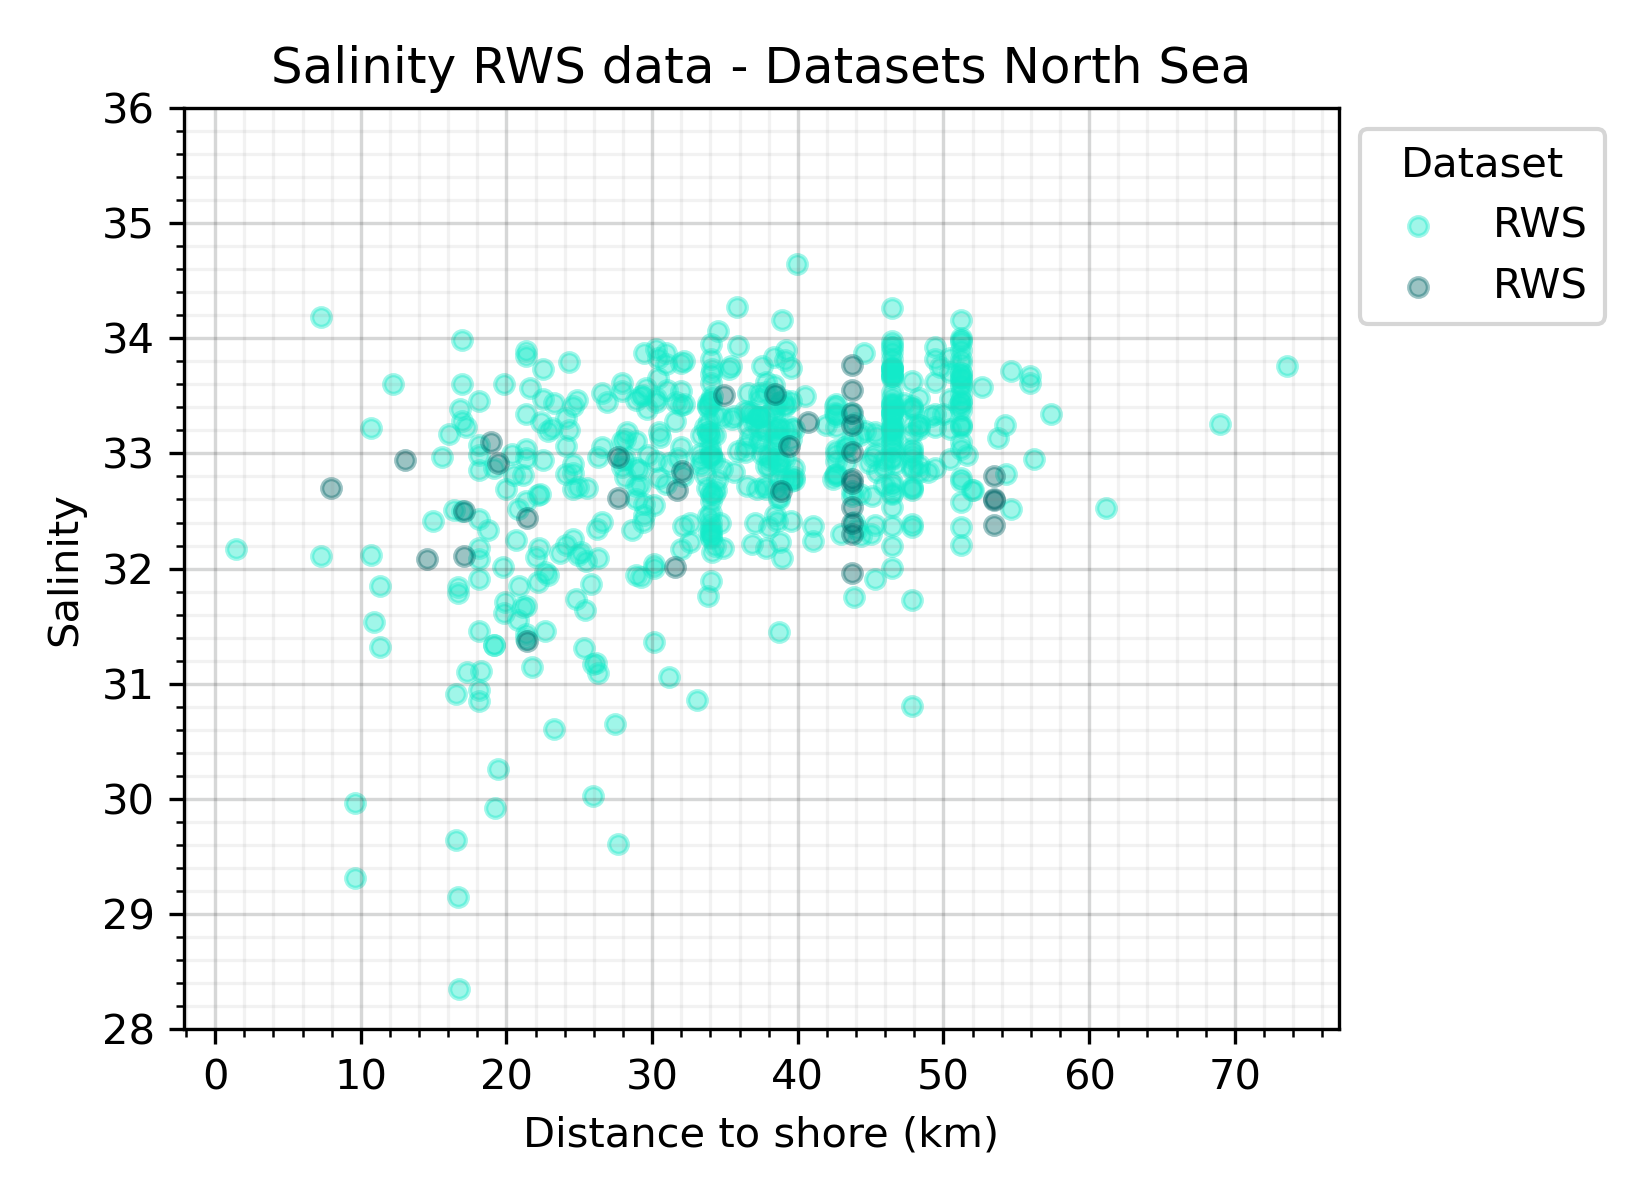 Salinity RWS data - Datasets North Sea
36
35
34
33
32
31
30
29
28
Salinity
0 10 20 30 40 50 60 70
Distance to shore (km)
Dataset
RWS
RWS